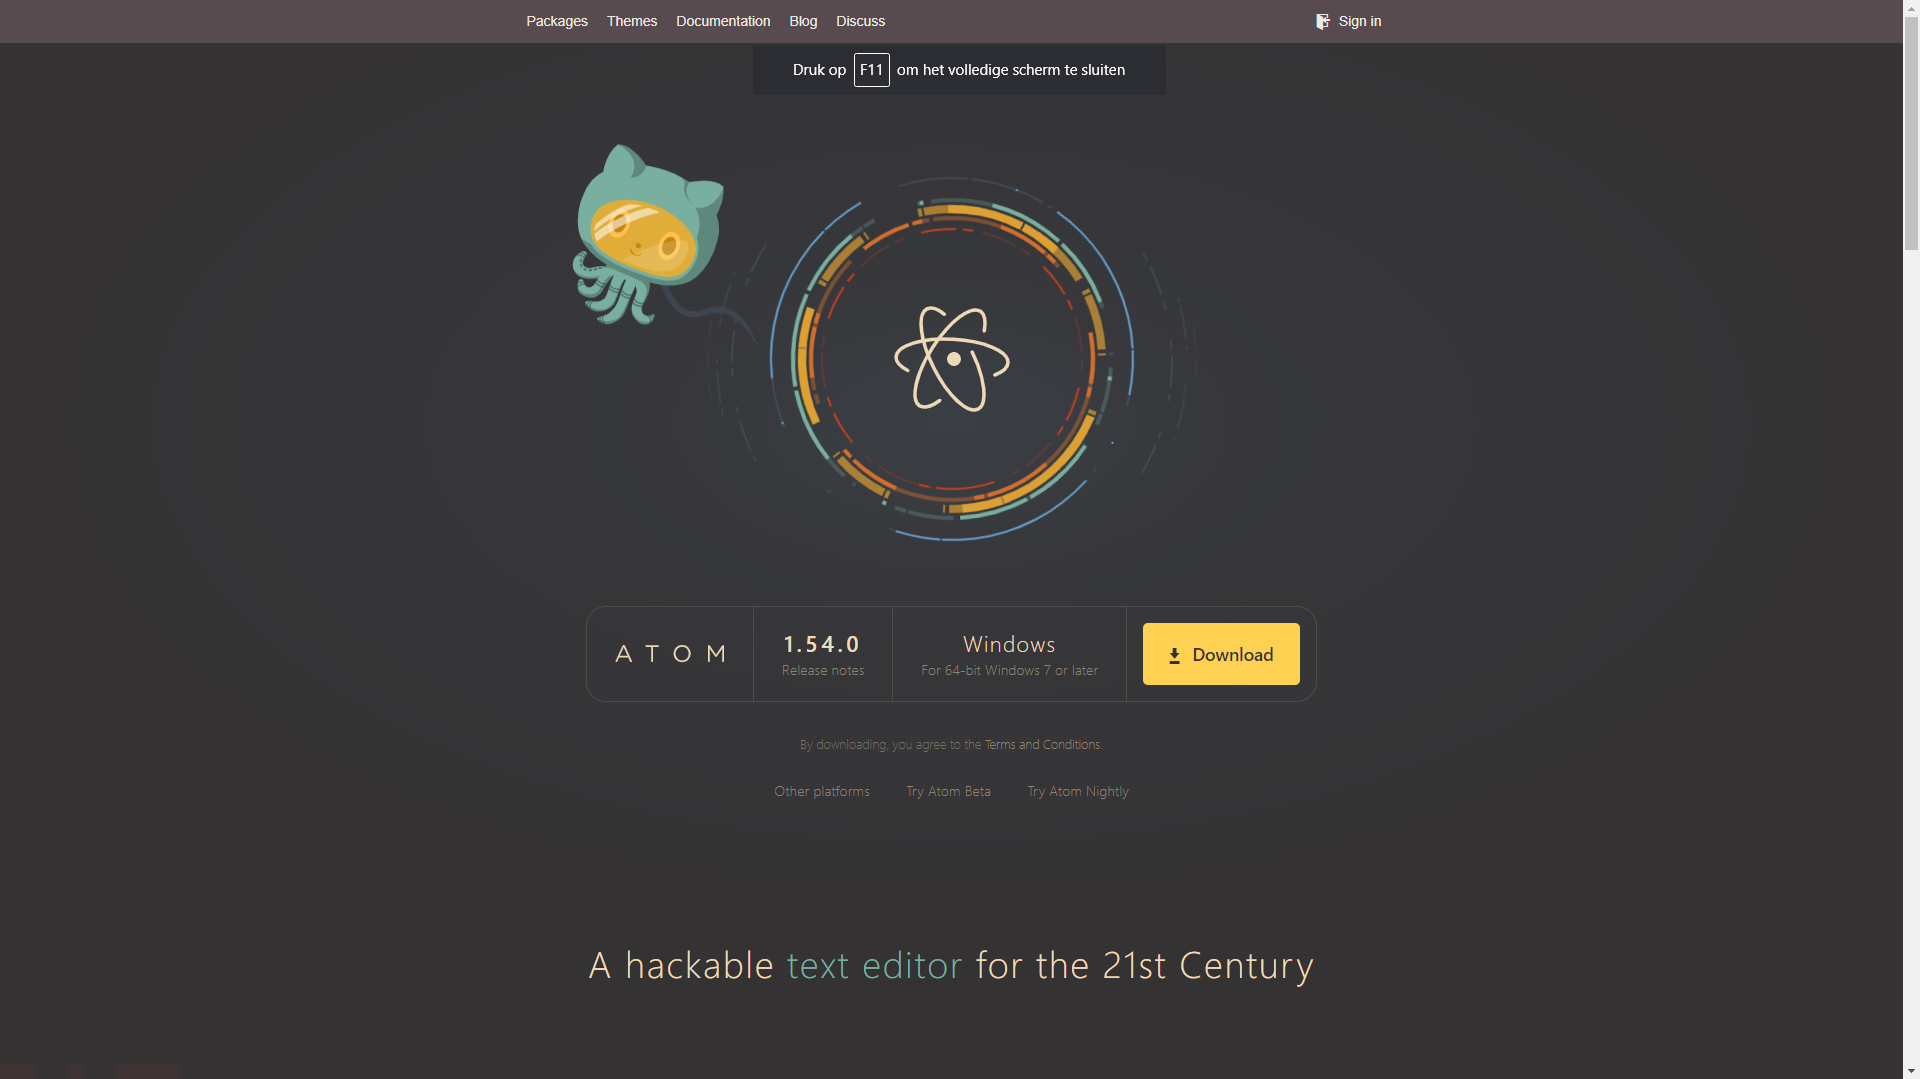 Packages Themes Documentation Blog Discuss Sign in
Druk op F11 om het volledige scherm te sluiten
ATOM
1.54.0
Release notes
Windows
For 64-bit Windows 7 or later
Download
By downloading, you agree to the Terms and Conditions.
Other platforms Try Atom Beta Try Atom Nightly
A hackable text editor for the 21st Century